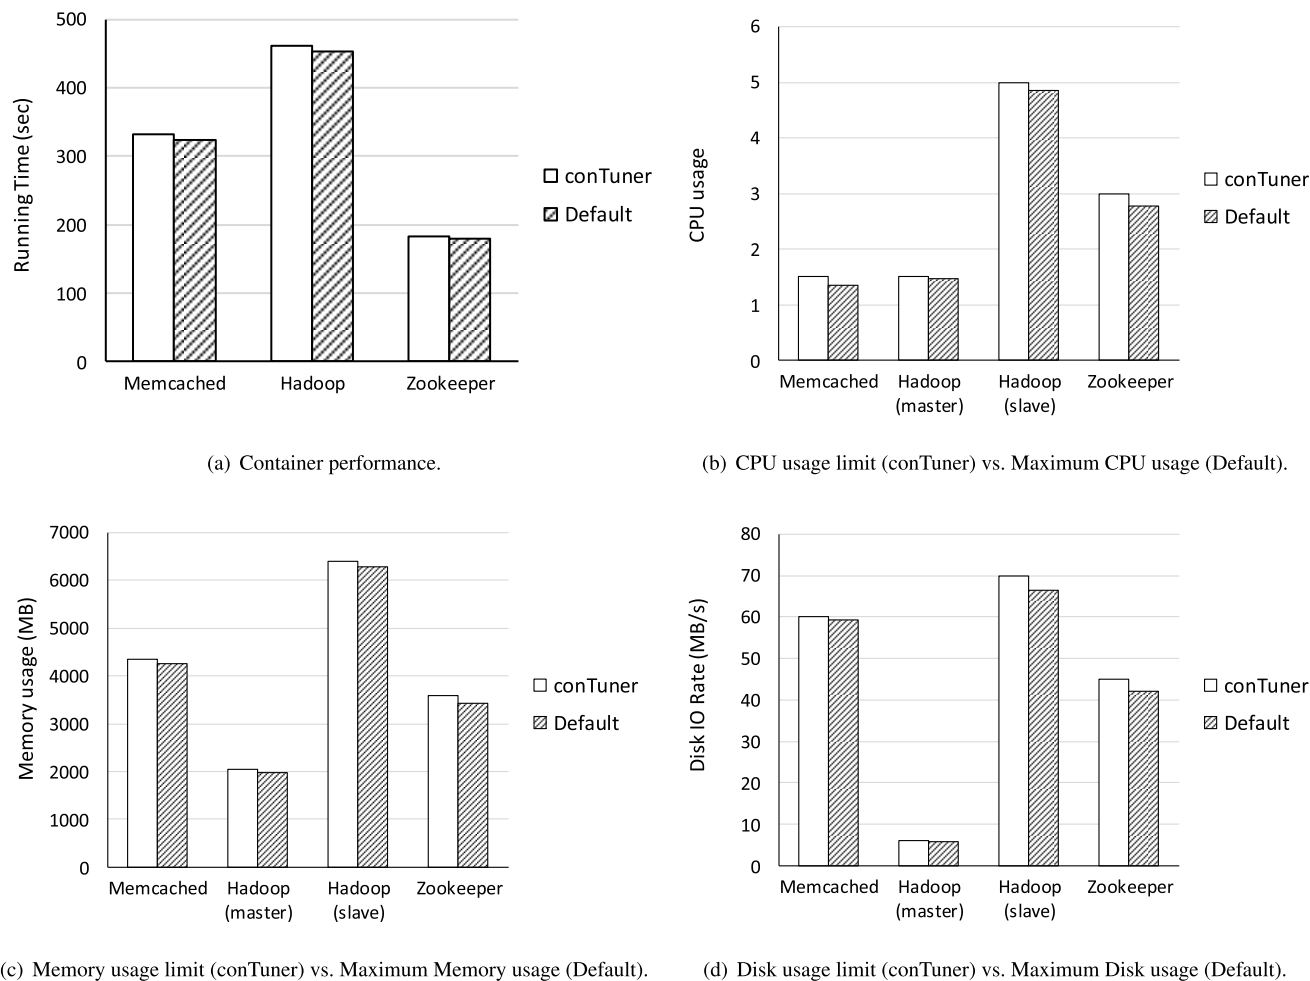 500
400
300
200
100
0
Running Time (sec)
Memcached
Hadoop
Zookeeper
conTuner
Default
(a) Container performance.
6
5
4
3
2
1
0
CPU usage
Memcached
Hadoop
(master)
Hadoop
(slave)
Zookeeper
conTuner
Default
(b) CPU usage limit (conTuner) vs. Maximum CPU usage (Default).
7000
6000
5000
4000
3000
2000
1000
0
Memory usage (MB)
Memcached
Hadoop
(master)
Hadoop
(slave)
Zookeeper
conTuner
Default
(c) Memory usage limit (conTuner) vs. Maximum Memory usage (Default).
80
70
60
50
40
30
20
10
0
Disk IO Rate (MB/s)
Memcached
Hadoop
(master)
Hadoop
(slave)
Zookeeper
conTuner
Default
(d) Disk usage limit (conTuner) vs. Maximum Disk usage (Default).